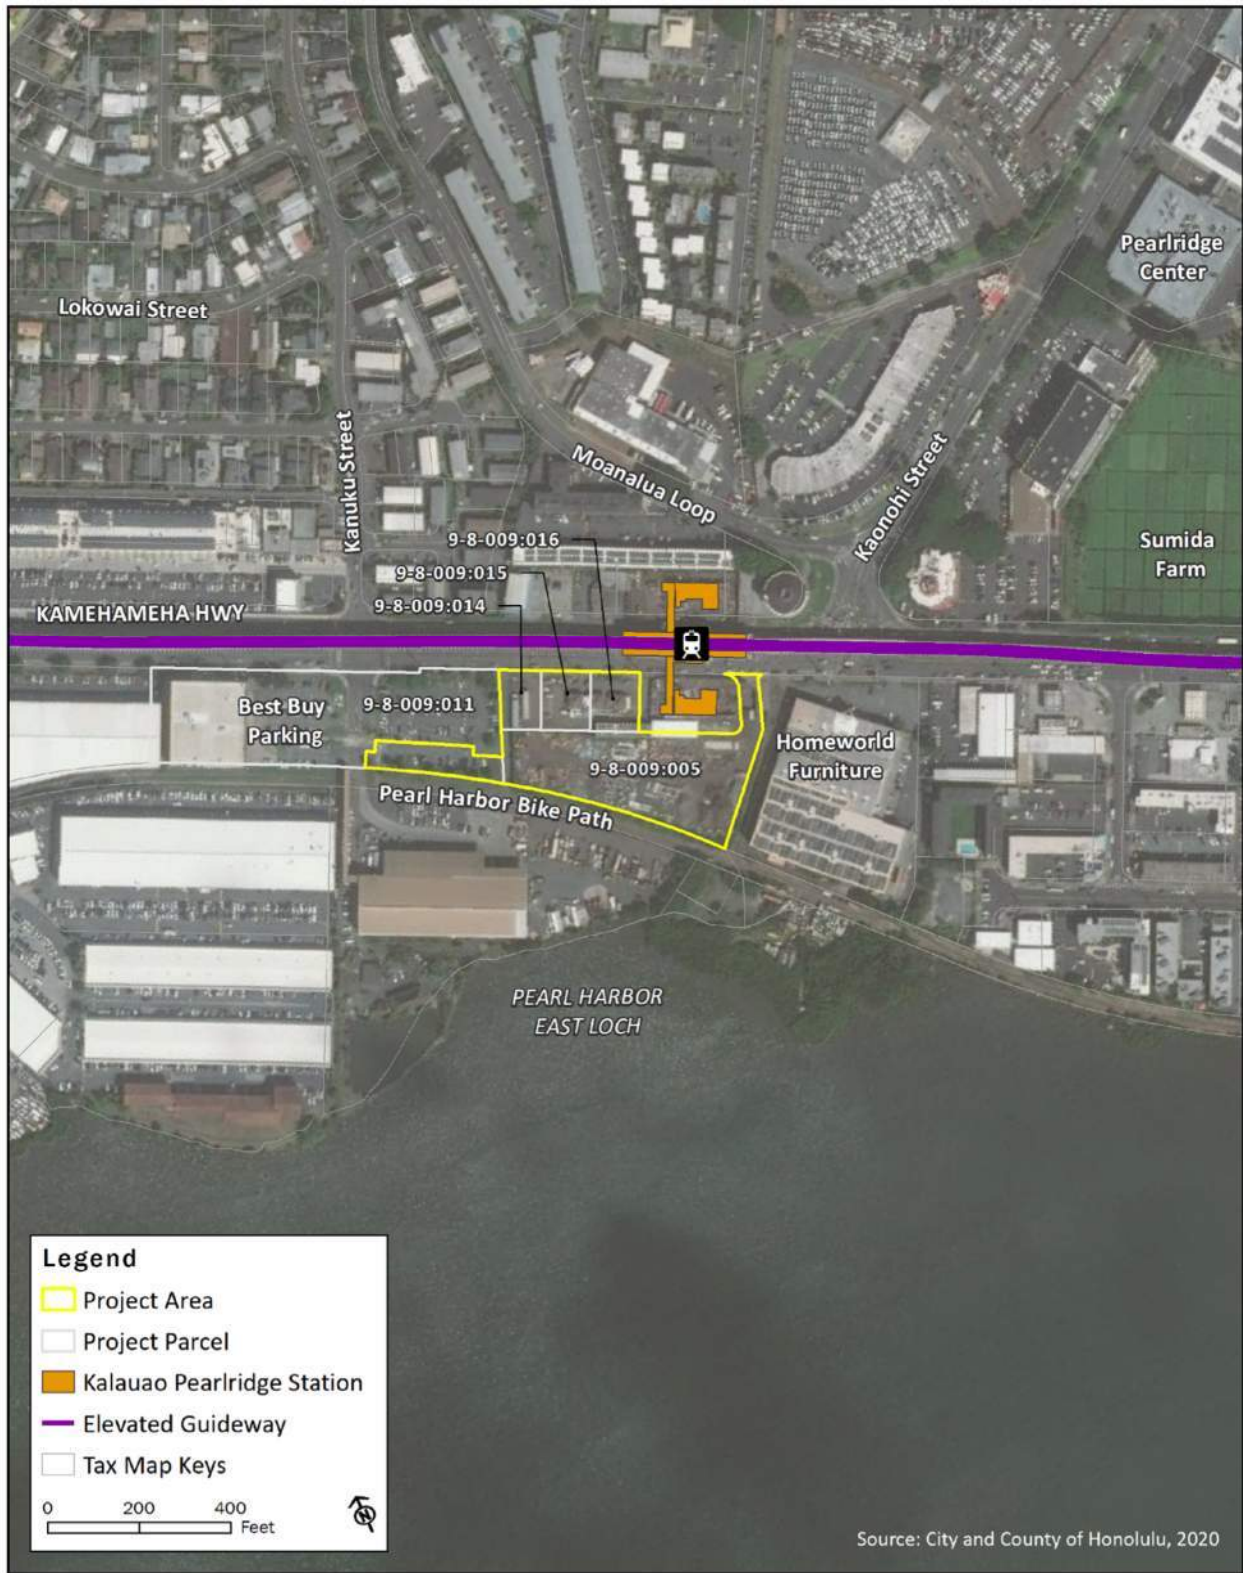 Pearlridge
Center
Lokowai Street
Kanuku Street
Moanalua Loop
Kaonohi Street
9-8-009:016
9-8-009:015
9-8-009:014
Sumida
Farm
KAMEHAMEHA HWY
Best Buy
Parking
9-8-009:011
Homeworld
Furniture
9-8-009:005
Pearl Harbor Bike Path
PEARL HARBOR
EAST LOCH
Legend
Project Area
Project Parcel
Kalauao Pearlridge Station
Elevated Guideway
Tax Map Keys
0 200 400
Feet
N
Source: City and County of Honolulu, 2020